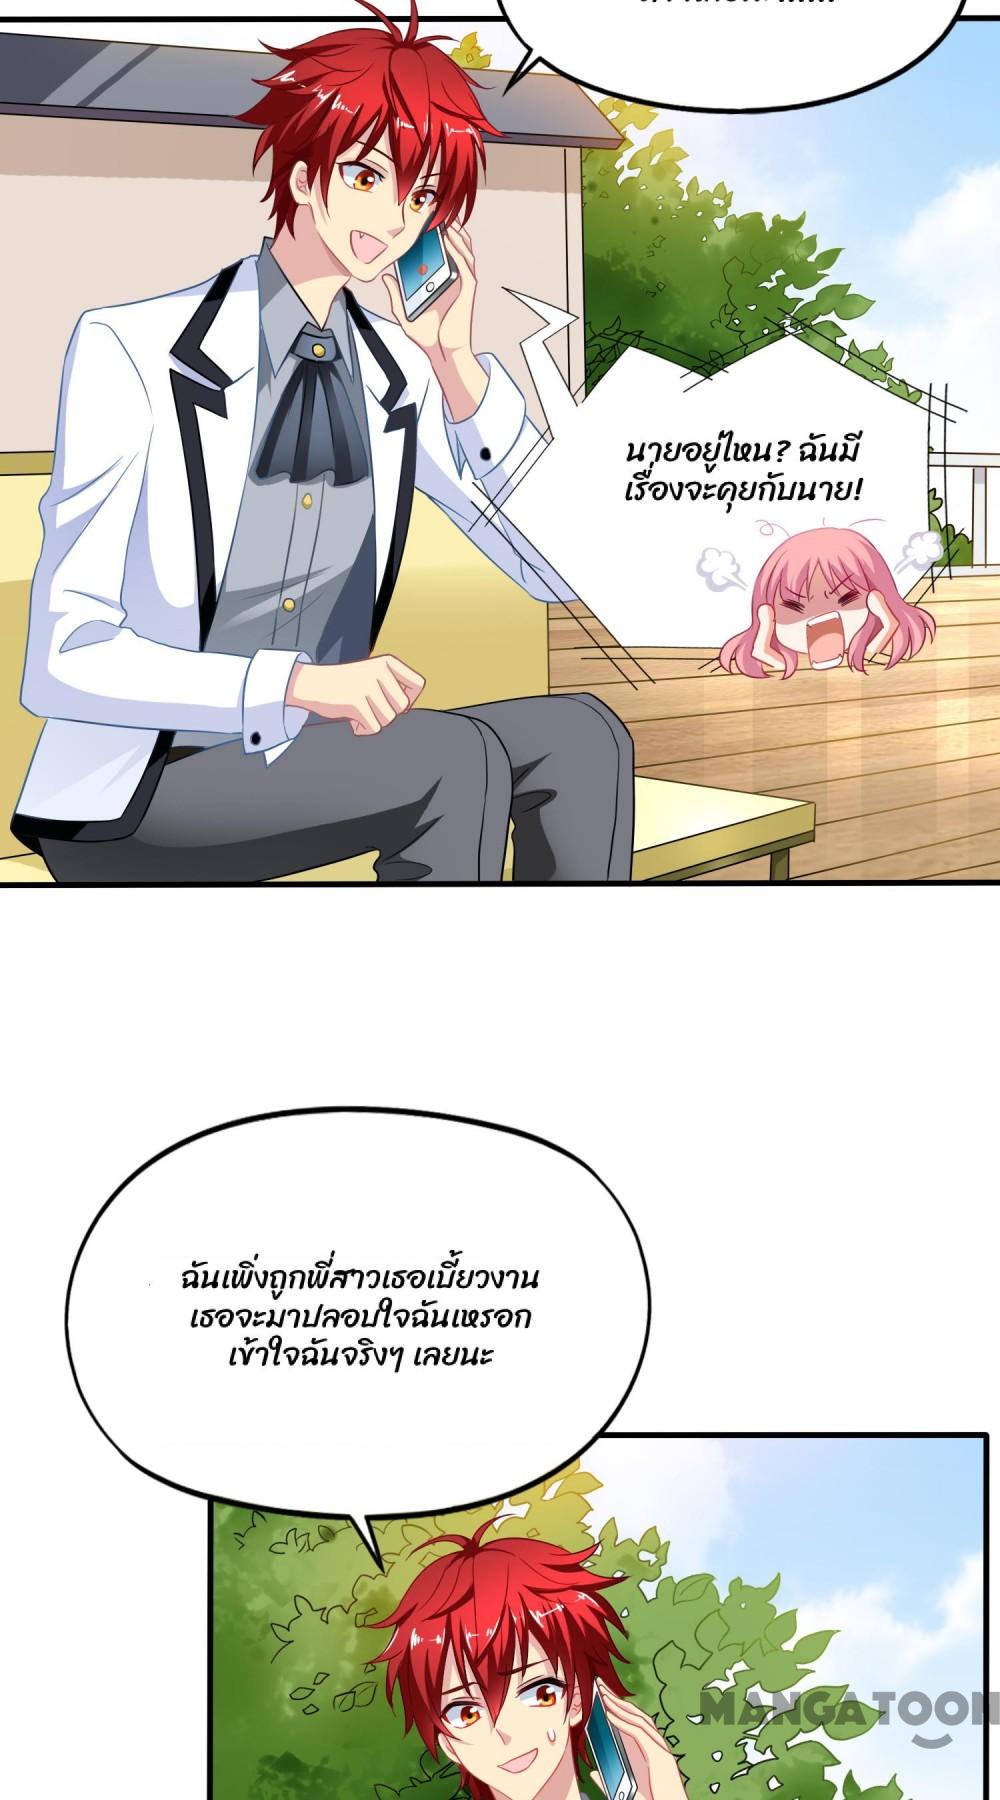 นายอยู่ไหน? ฉันมี
เรื่องจะคุยกับนาย!
ฉันเพิ่งถูกพี่สาวเธอเบี้ยวงาน
เธอจะมาปลอบใจฉันเหรอก
เข้าใจฉันจริงๆ เลยนะ
MANGATOON